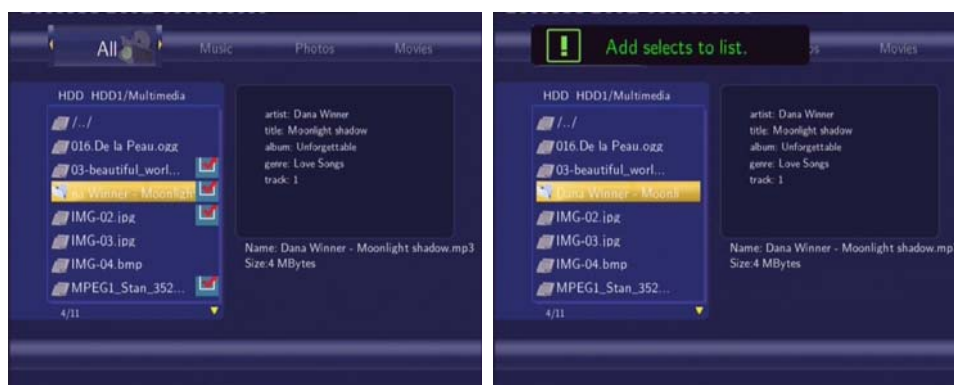 All Music Photos Movies
HDD HDD1/Multimedia
/../
016.De la Peau.ogg
03-beautiful_worl...
na Winner - Moonligh
IMG-02.jpg
IMG-03.jpg
IMG-04.bmp
MPEG1_Stan_352...
4/11
artist: Dana Winner
title: Moonlight shadow
album: Unforgettable
genre: Love Songs
track: 1
Name: Dana Winner - Moonlight shadow.mp3
Size:4 MBytes
Add selects to list.
Movies
HDD HDD1/Multimedia
/../
016.De la Peau.ogg
03-beautiful_worl...
Dana Winner - Moonli
IMG-02.jpg
IMG-03.jpg
IMG-04.bmp
MPEG1_Stan_352...
4/11
artist: Dana Winner
title: Moonlight shadow
album: Unforgettable
genre: Love Songs
track: 1
Name: Dana Winner - Moonlight shadow.mp
Size:4 MBytes